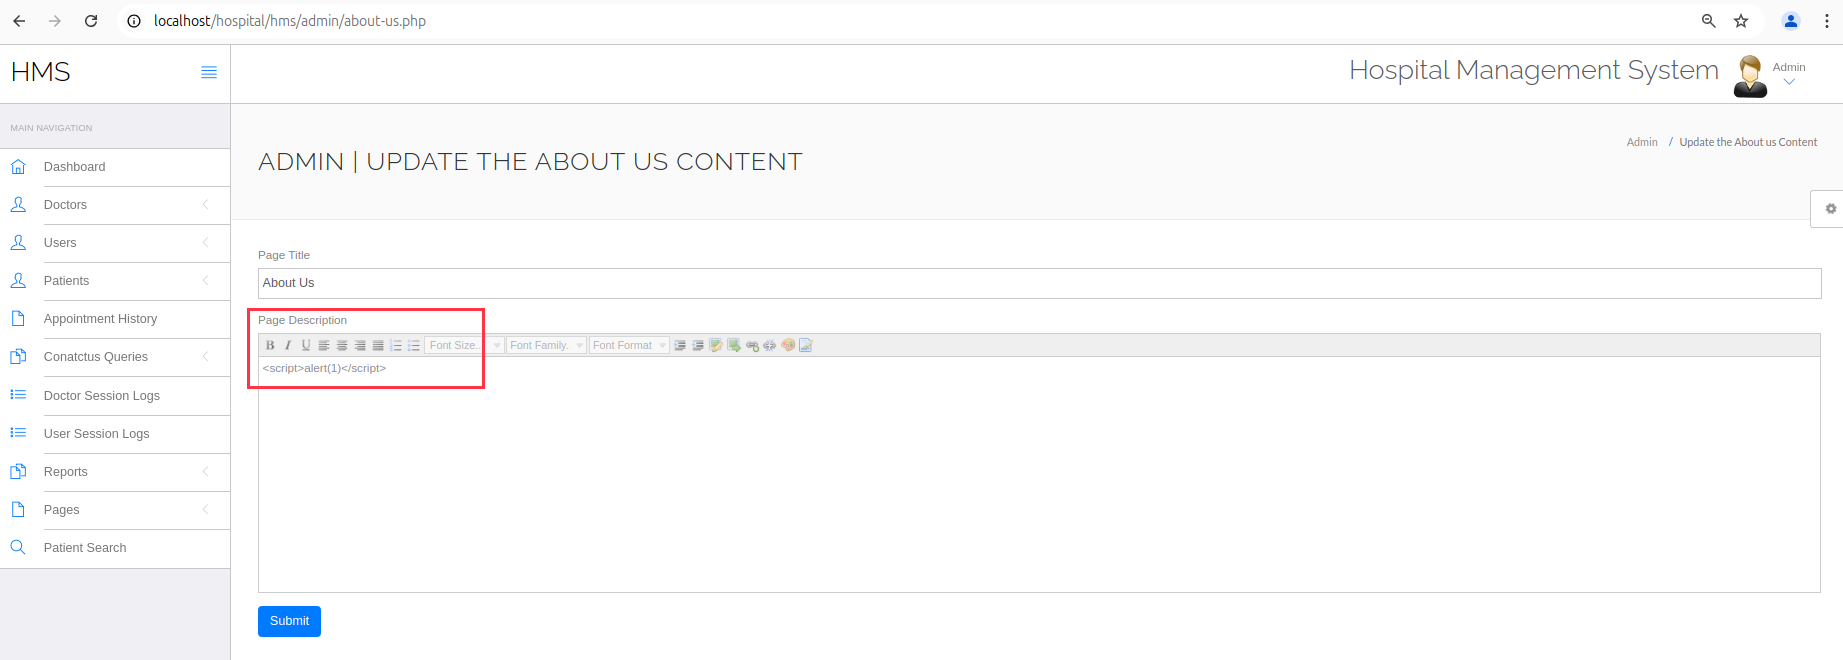 localhost/hospital/hms/admin/about-us.php
HMS
Hospital Management System
Admin
MAIN NAVIGATION
Dashboard
Doctors
Users
Patients
Appointment History
Conatctus Queries
Doctor Session Logs
User Session Logs
Reports
Pages
Patient Search
ADMIN | UPDATE THE ABOUT US CONTENT
Admin / Update the About us Content
Page Title
About Us
Page Description
B I U Font Size... Font Family. Font Format
<script>alert(1)</script>
Submit